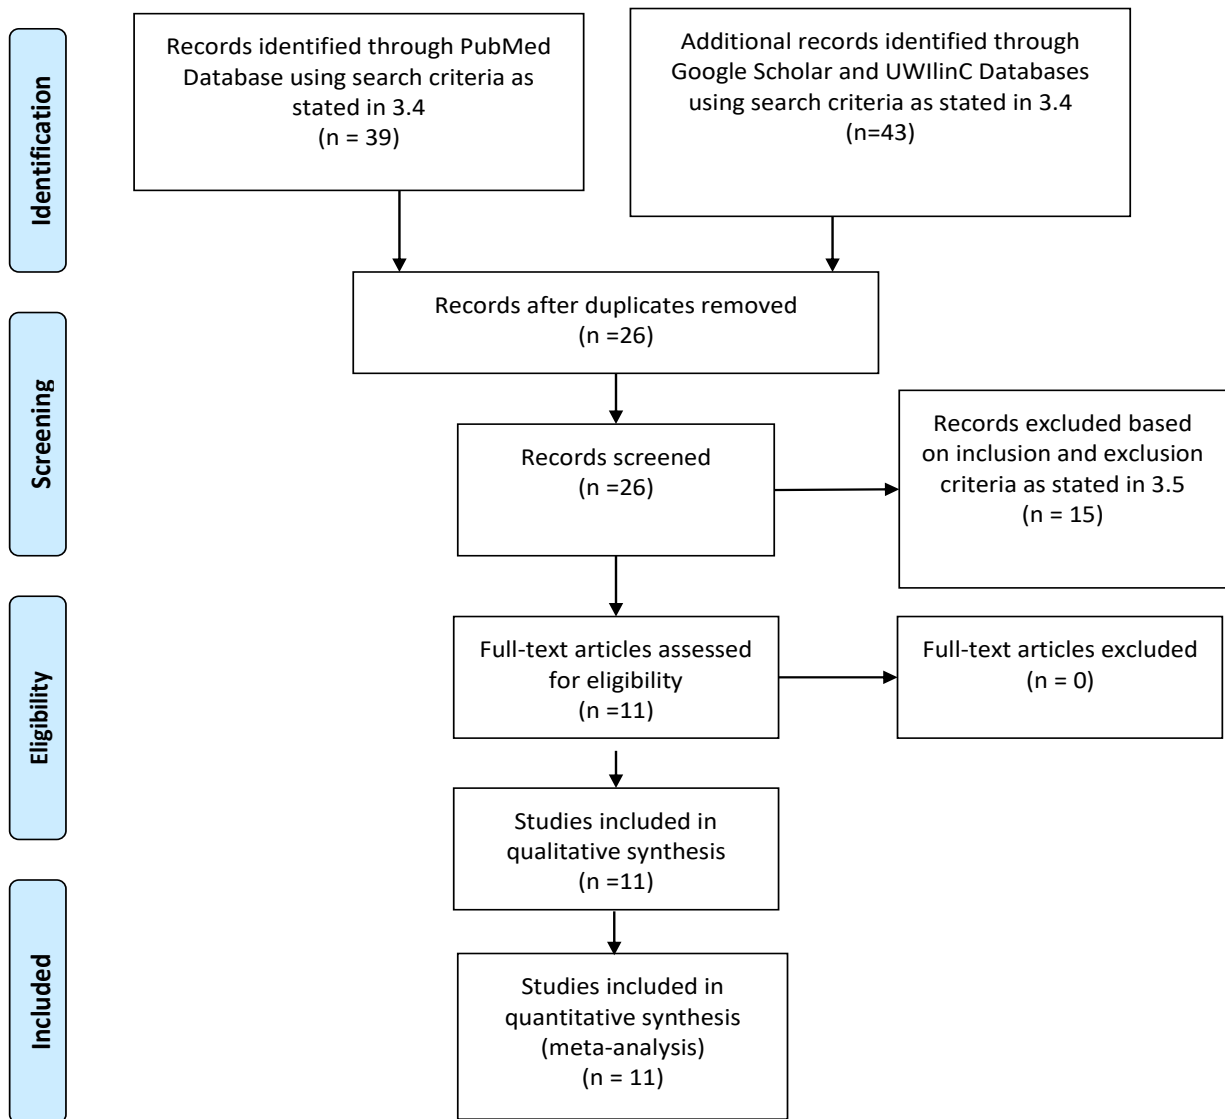 Identification
Records identified through PubMed
Database using search criteria as
stated in 3.4
(n = 39)
Additional records identified through
Google Scholar and UWIlinC Databases
using search criteria as stated in 3.4
(n=43)
Records after duplicates removed
(n =26)
Screening
Records screened
(n =26)
Records excluded based
on inclusion and exclusion
criteria as stated in 3.5
(n = 15)
Eligibility
Full-text articles assessed
for eligibility
(n =11)
Full-text articles excluded
(n = 0)
Studies included in
qualitative synthesis
(n =11)
Included
Studies included in
quantitative synthesis
(meta-analysis)
(n = 11)